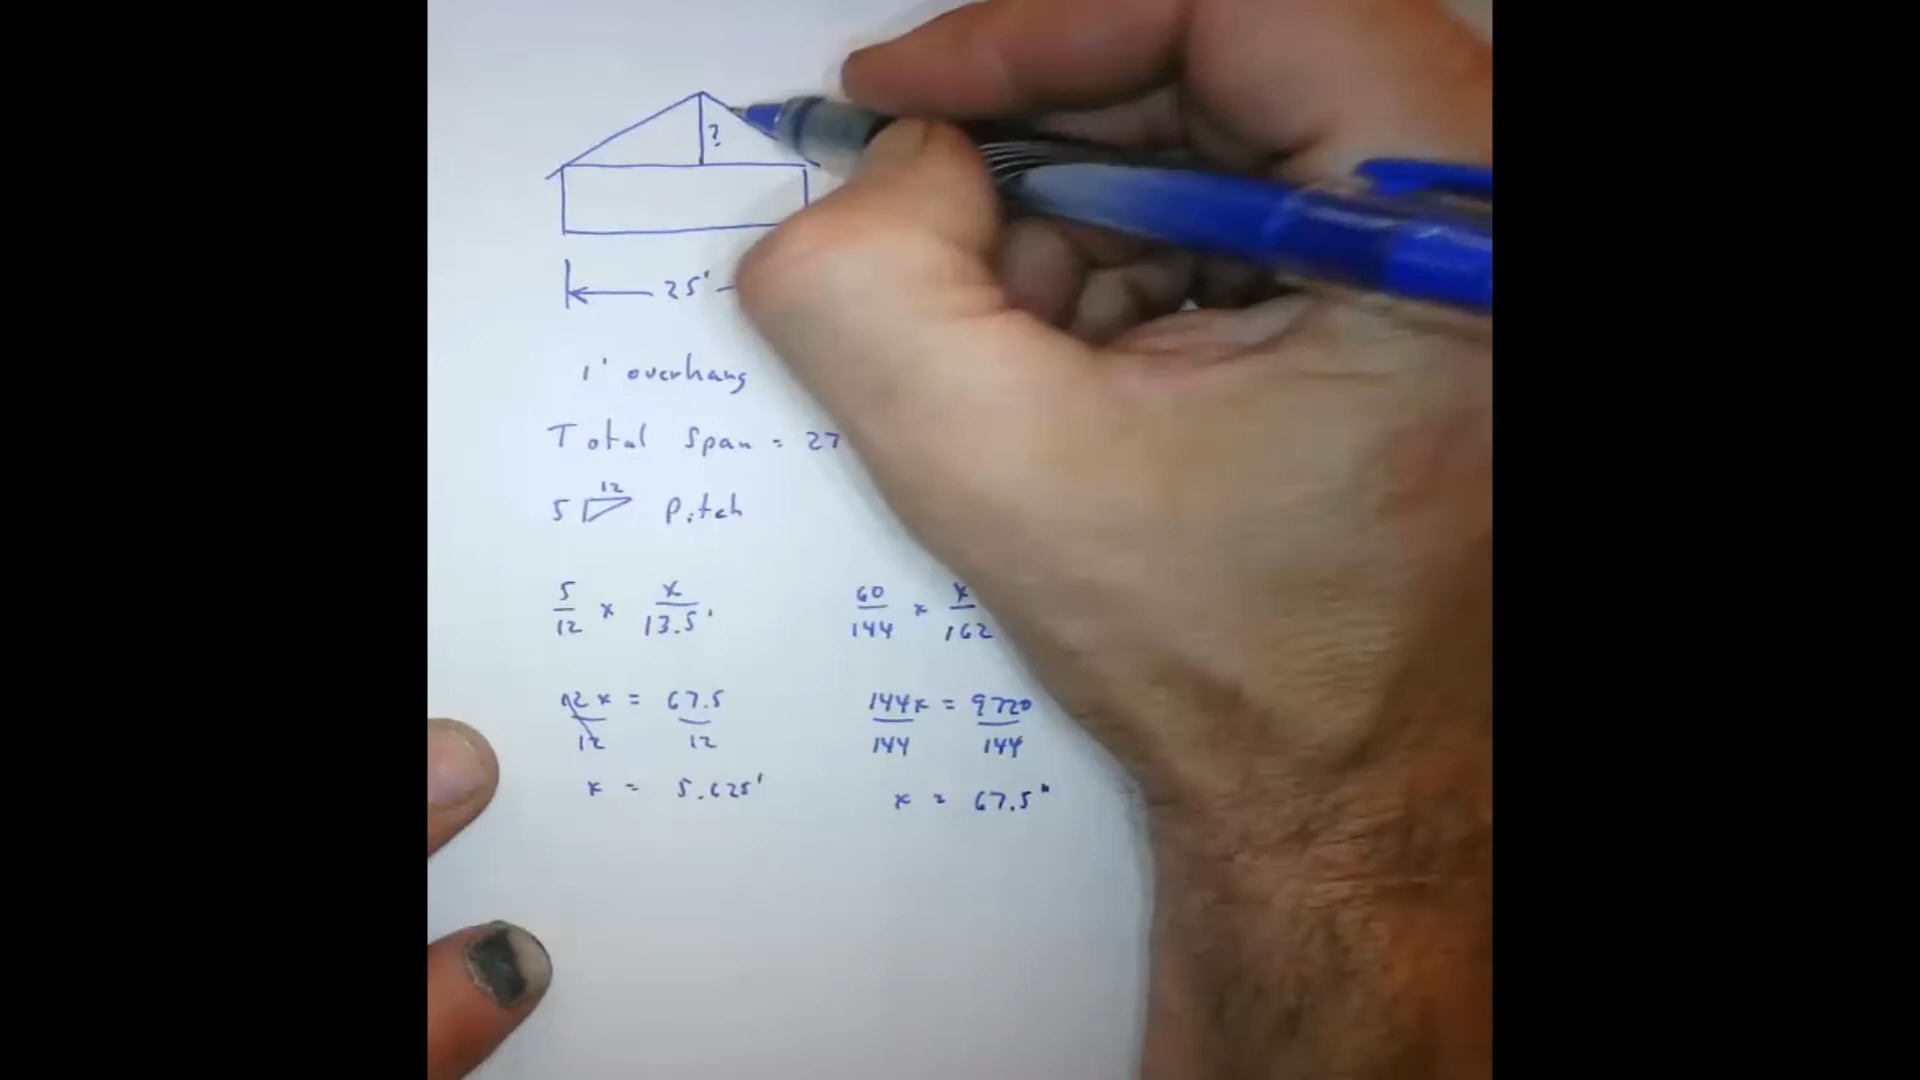 ?
25'
1' overhang
Total span = 27
12
5 Pitch
5/12 x x/13.5'
60/144 x x/162
12x = 67.5
12 12
144x = 9720
144 144
x = 5.625'
x = 67.5"